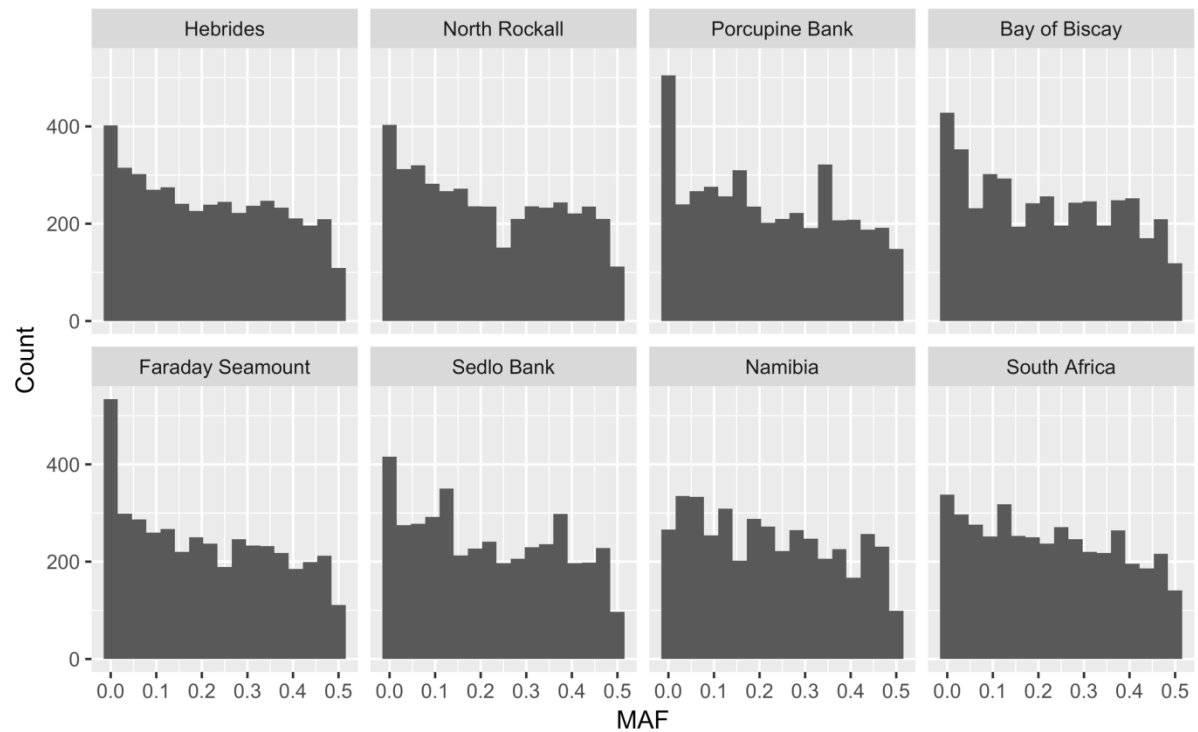 Hebrides North Rockall Porcupine Bank Bay of Biscay
400
200
0
Count
Faraday Seamount Sedlo Bank Namibia South Africa
400
200
0
0.0 0.1 0.2 0.3 0.4 0.5 0.0 0.1 0.2 0.3 0.4 0.5 0.0 0.1 0.2 0.3 0.4 0.5 0.0 0.1 0.2 0.3 0.4 0.5
MAF